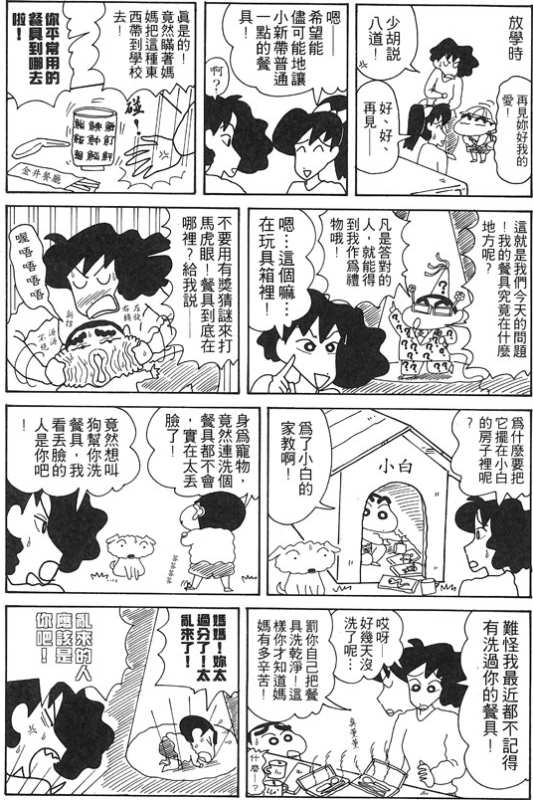 放學時
再見妳好我的
愛！
少胡說
八道！
好、好、
再見—
嗯——
希望能
儘可能地讓
小新帶普通
一點的餐
具！
啊？
真是的！
竟然瞞著媽
媽把這種東
西帶到學校
去！
碰！
金井餐廳
你平常用的
餐具到哪去
啦！
這就是我們今天的問題
！我的餐具究竟在什麼
地方呢？
凡是答對的
人，就能得
到我作為禮
物哦！
嗯…這個嘛…
在玩具箱裡！
不要用有獎猜謎來打
馬虎眼！餐具到底在
哪裡？給我說——
喔
唔
唔
唔
唔
為什麼要把
它擺在小白
的房子裡呢
？
小白
為了小白的
家教啊！
身為寵物，
竟然連洗個
餐具都不會
，實在太丟
臉了！
竟然想叫
狗幫你洗
餐具，我
看丟臉的
人是你吧
！
難怪我最近都不記得
有洗過你的餐具！
哎呀—
好幾天沒
洗了呢…
臭薰薰
罰你自己把餐
具洗乾淨！這
樣你才知道媽
媽有多辛苦！
什麼！？
媽媽！妳太
過分了！太
亂來了！
亂來的人
應該是
你吧！